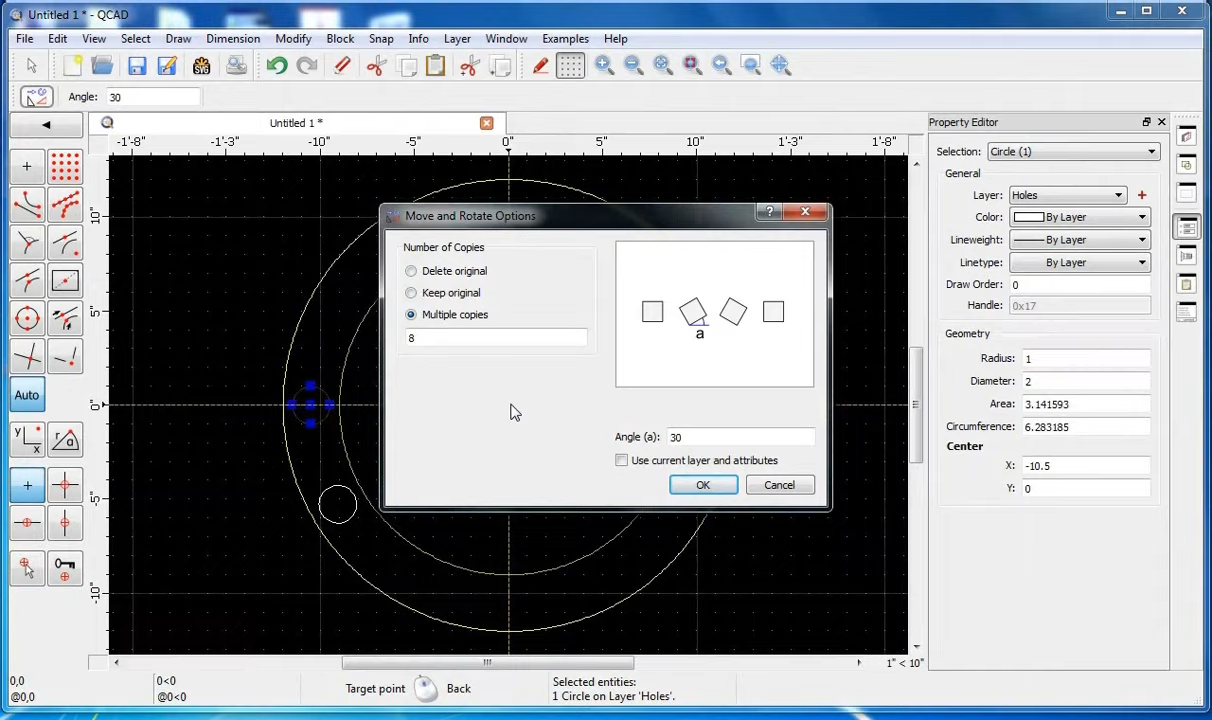 Untitled 1 * - QCAD
File Edit View Select Draw Dimension Modify Block Snap Info Layer Window Examples Help
SVG
Angle: 30
Untitled 1 *
-1'8" -1'-3" -10" -5" 0" 5" 10" 1'-3" 1'-8"
10"
5"
0"
-5"
-10"
Auto
y
x
r a
Move and Rotate Options
Number of Copies
Delete original
Keep original
Multiple copies
8
a
Angle (a): 30
Use current layer and attributes
OK Cancel
Property Editor
Selection: Circle (1)
General
Layer: Holes
Color: By Layer
Lineweight: By Layer
Linetype: By Layer
Draw Order: 0
Handle: 0x17
Geometry
Radius: 1
Diameter: 2
Area: 3.141593
Circumference: 6.283185
Center
X: -10.5
Y: 0
1" < 10"
0,0
@0,0
0<0
@0<0
Target point Back
Selected entities:
1 Circle on Layer 'Holes'.